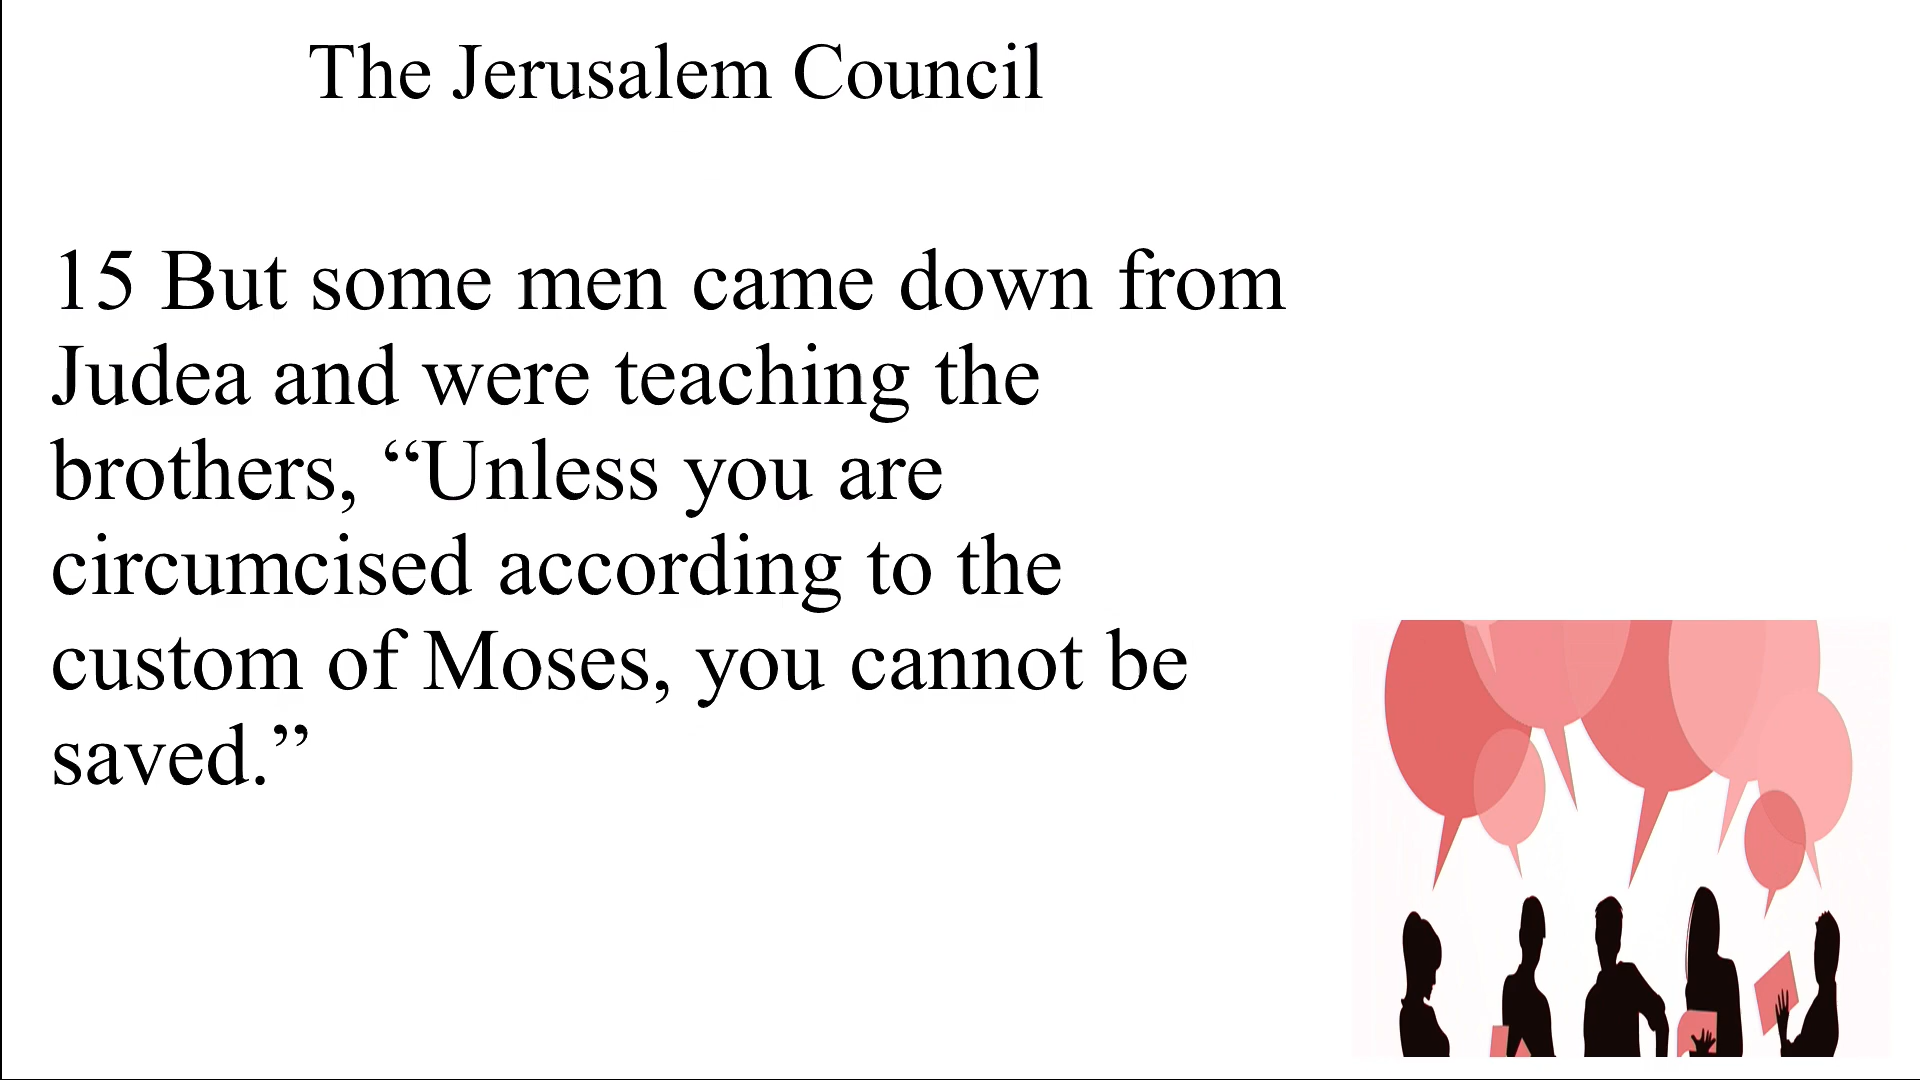 The Jerusalem Council
15 But some men came down from
Judea and were teaching the
brothers, “Unless you are
circumcised according to the
custom of Moses, you cannot be
saved.”